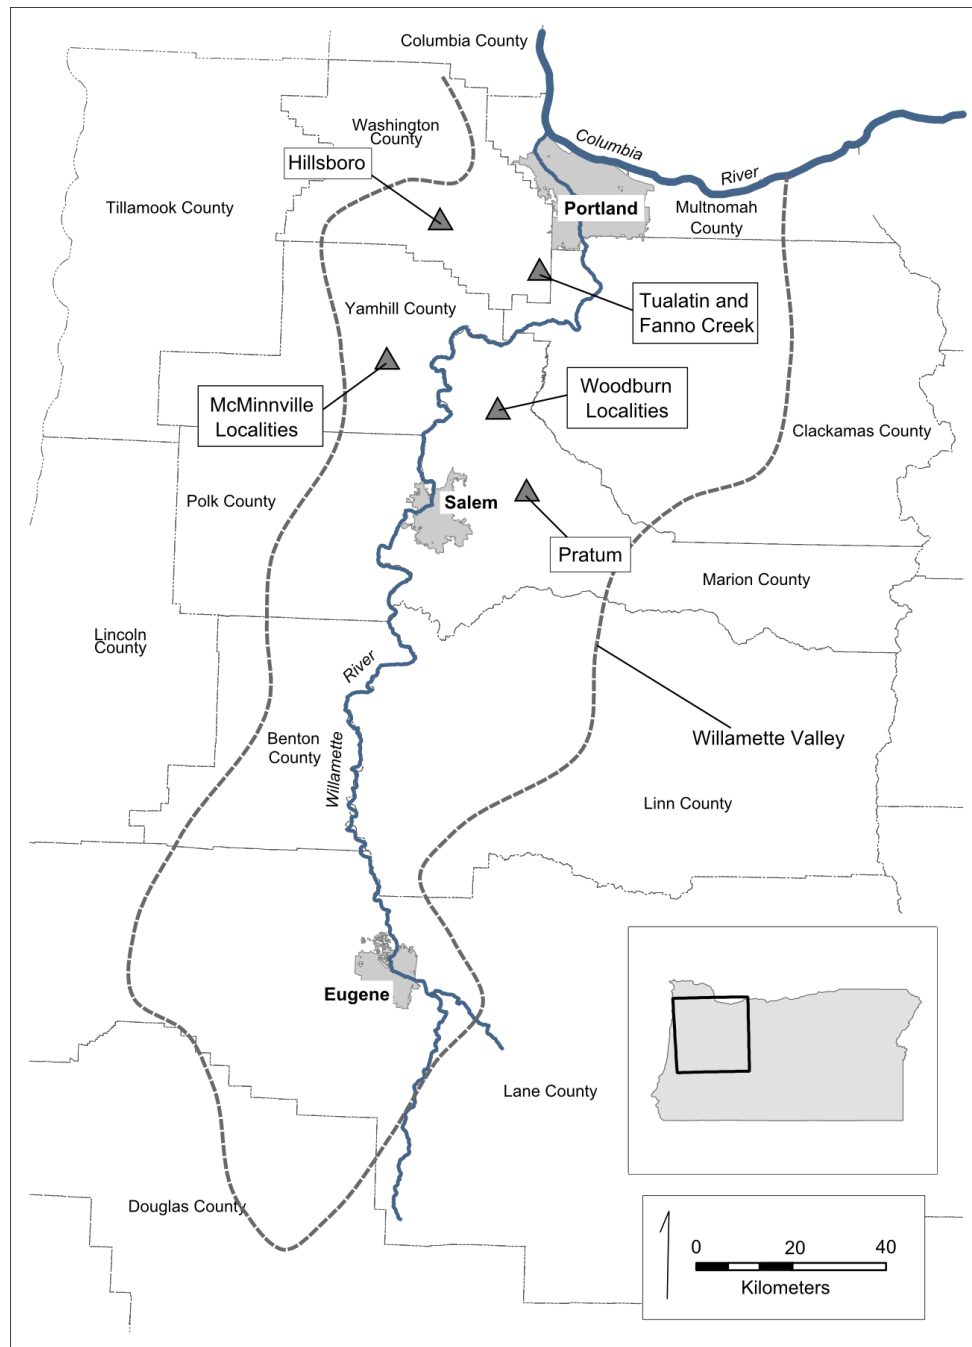 Columbia County
Washington
County
Hillsboro
Columbia
River
Tillamook County
Portland
Multnomah
County
Yamhill County
Tualatin and
Fanno Creek
McMinnville
Localities
Woodburn
Localities
Clackamas County
Polk County
Salem
Pratum
Marion County
Lincoln
County
River
Willamette
Benton
County
Willamette Valley
Linn County
Eugene
Lane County
Douglas County
0 20 40
Kilometers